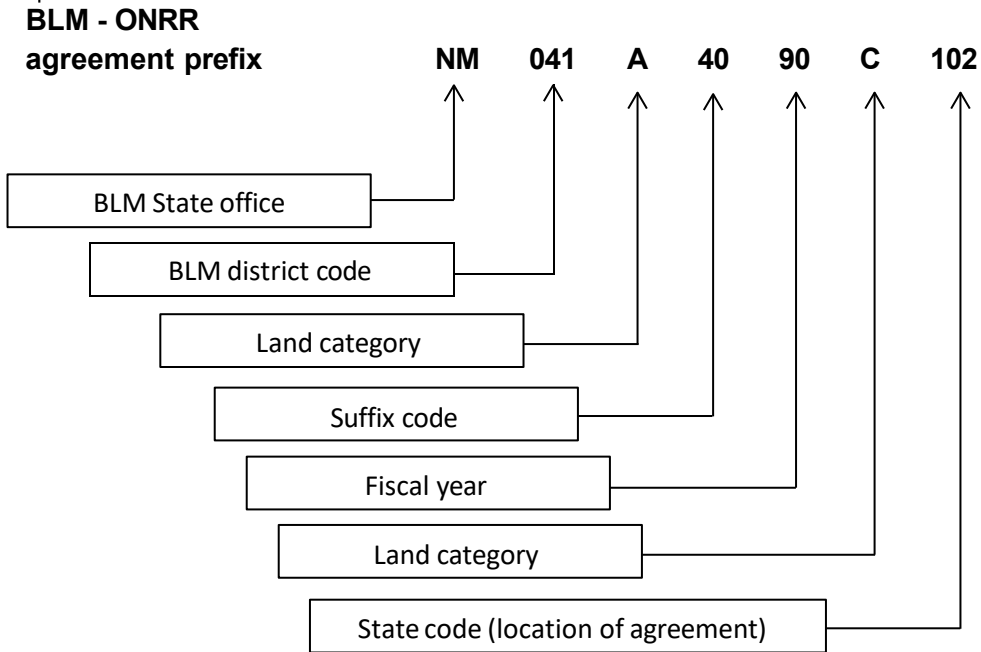 BLM - ONRR
agreement prefix NM 041 A 40 90 C 102
BLM State office
BLM district code
Land category
Suffix code
Fiscal year
Land category
State code (location of agreement)